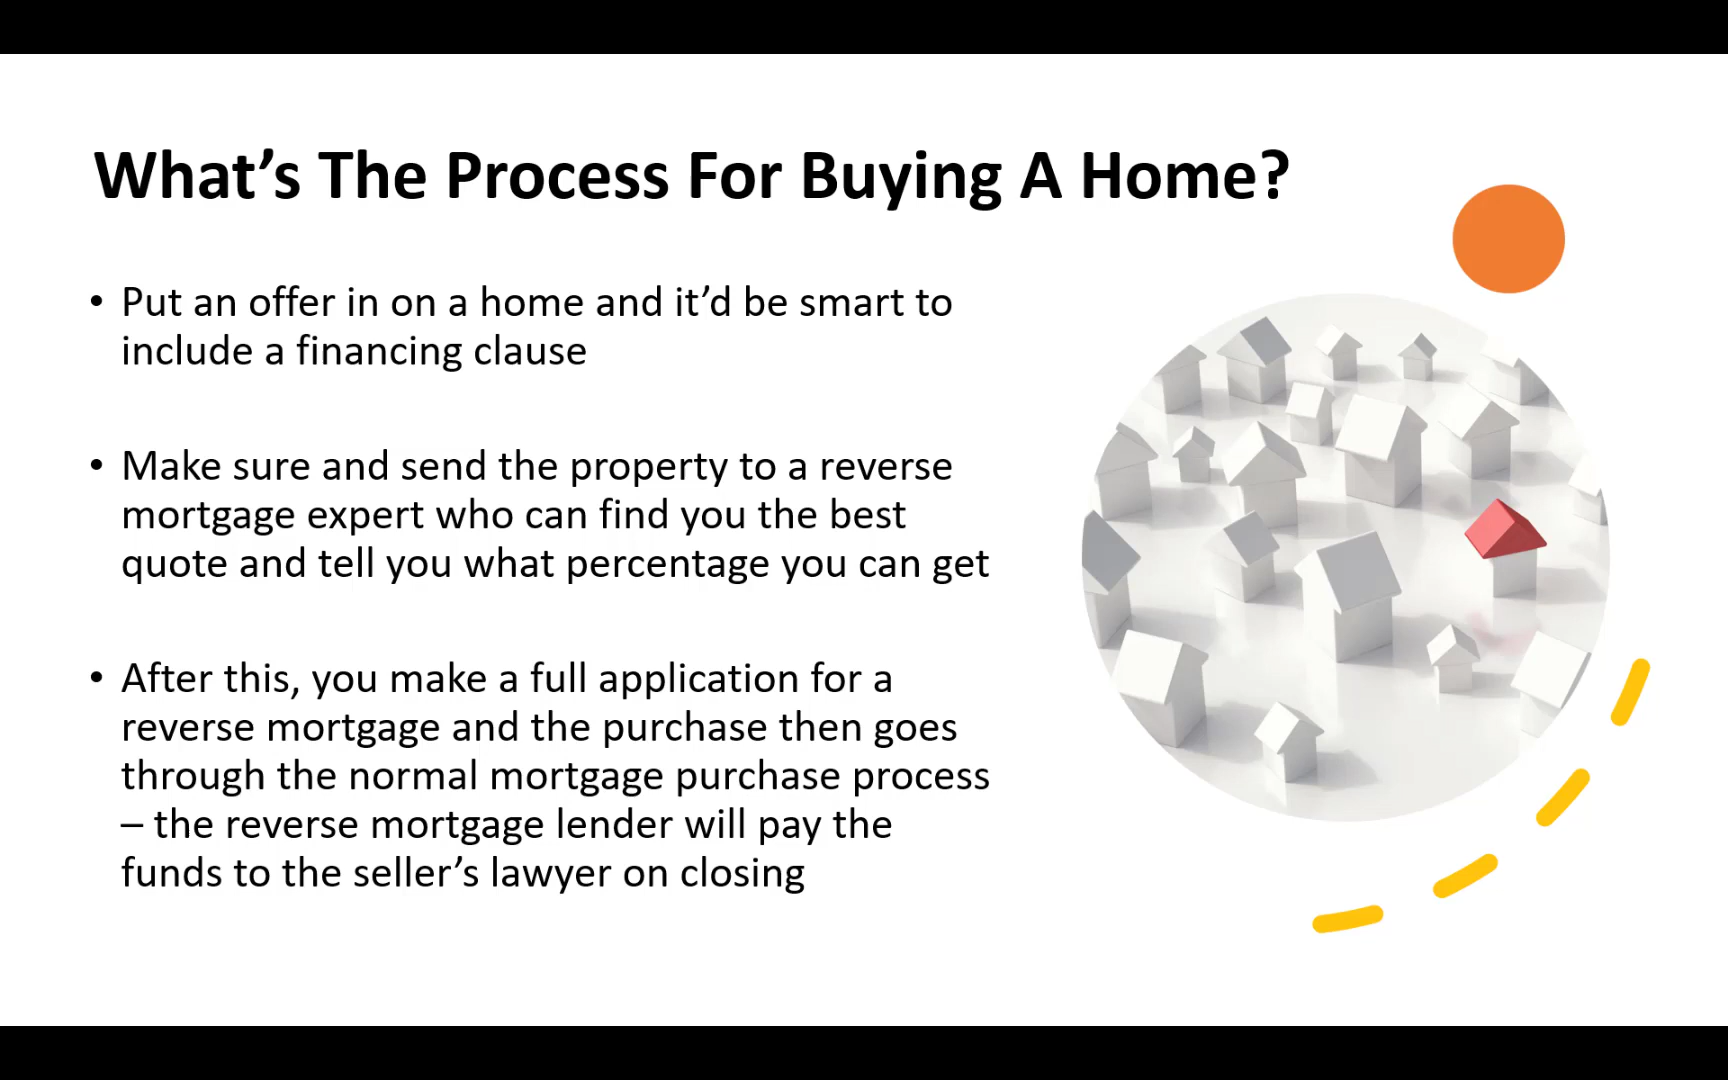 What’s The Process For Buying A Home?
• Put an offer in on a home and it’d be smart to
include a financing clause
• Make sure and send the property to a reverse
mortgage expert who can find you the best
quote and tell you what percentage you can get
• After this, you make a full application for a
reverse mortgage and the purchase then goes
through the normal mortgage purchase process
– the reverse mortgage lender will pay the
funds to the seller’s lawyer on closing